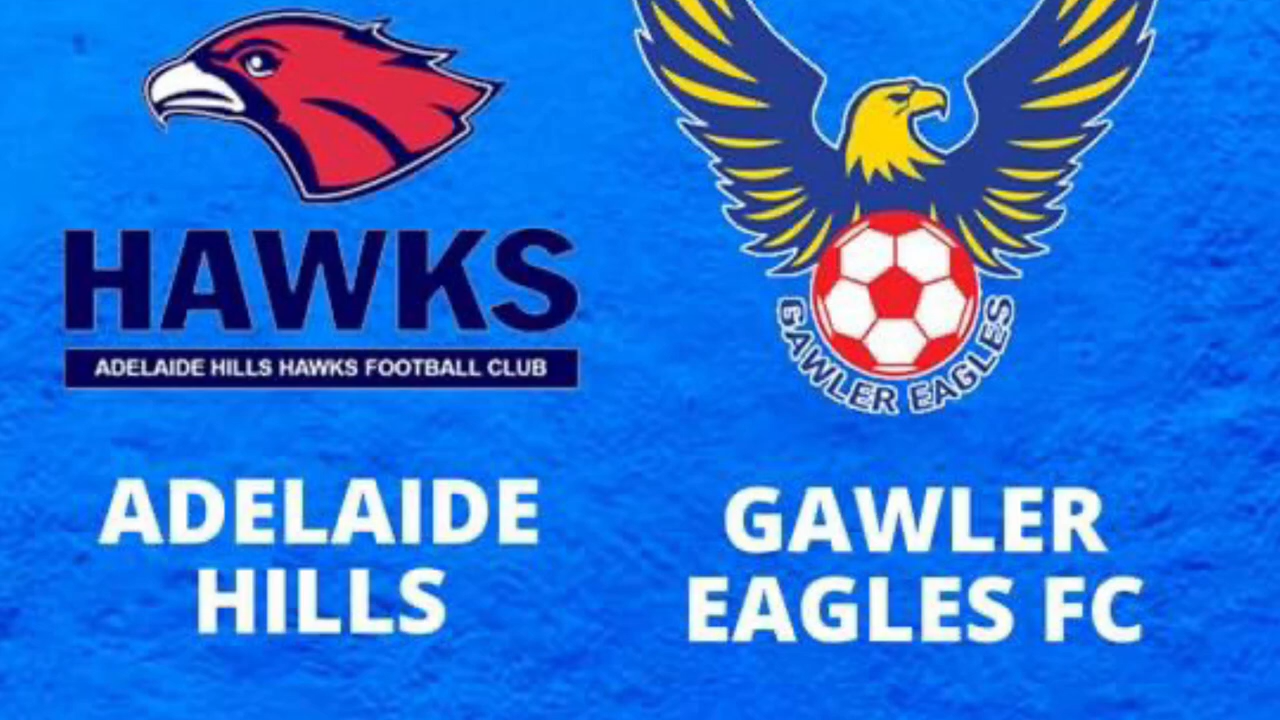 HAWKS
ADELAIDE HILLS HAWKS FOOTBALL CLUB
GAWLER EAGLES
ADELAIDE
HILLS
GAWLER
EAGLES FC